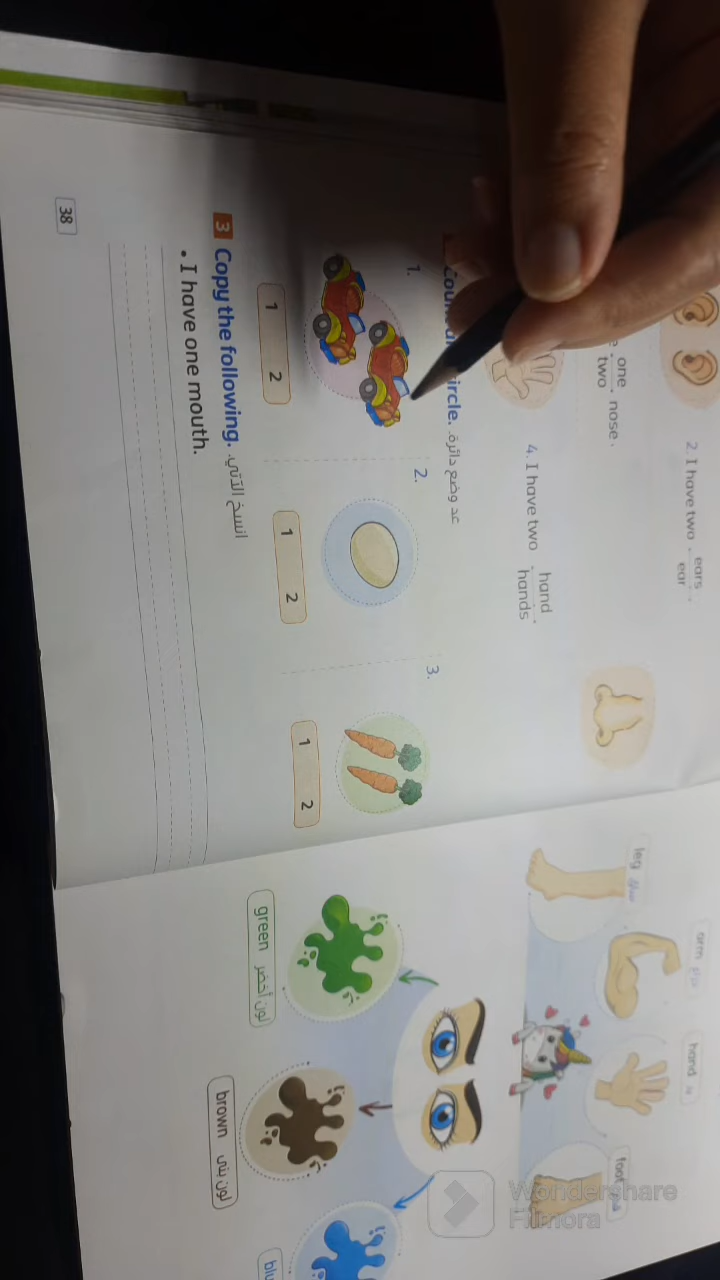 2. I have two
ears
ear
one
two
nose.
4. I have two
hand
hands
ircle. عد وضع دائرة.
1.
2.
3.
1 2
1 2
1 2
3 Copy the following. انسخ الآتي.
• I have one mouth.
38
leg
arm
hand
foot
green لون أخضر
brown لون بنى
blu
Wondershare
Filmora